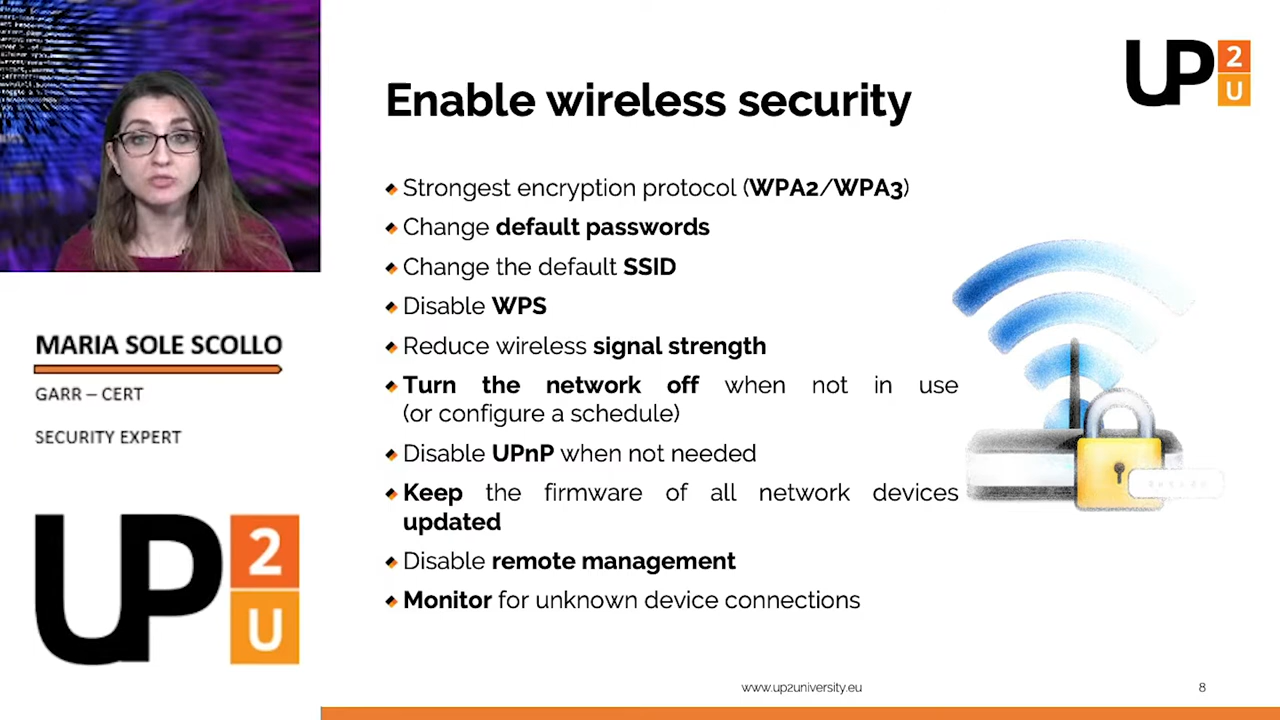 MARIA SOLE SCOLLO
GARR – CERT
SECURITY EXPERT
UP
2
U
UP
2
U
Enable wireless security
Strongest encryption protocol (WPA2/WPA3)
Change default passwords
Change the default SSID
Disable WPS
Reduce wireless signal strength
Turn the network off when not in use
(or configure a schedule)
Disable UPnP when not needed
Keep the firmware of all network devices
updated
Disable remote management
Monitor for unknown device connections
www.up2university.eu
8